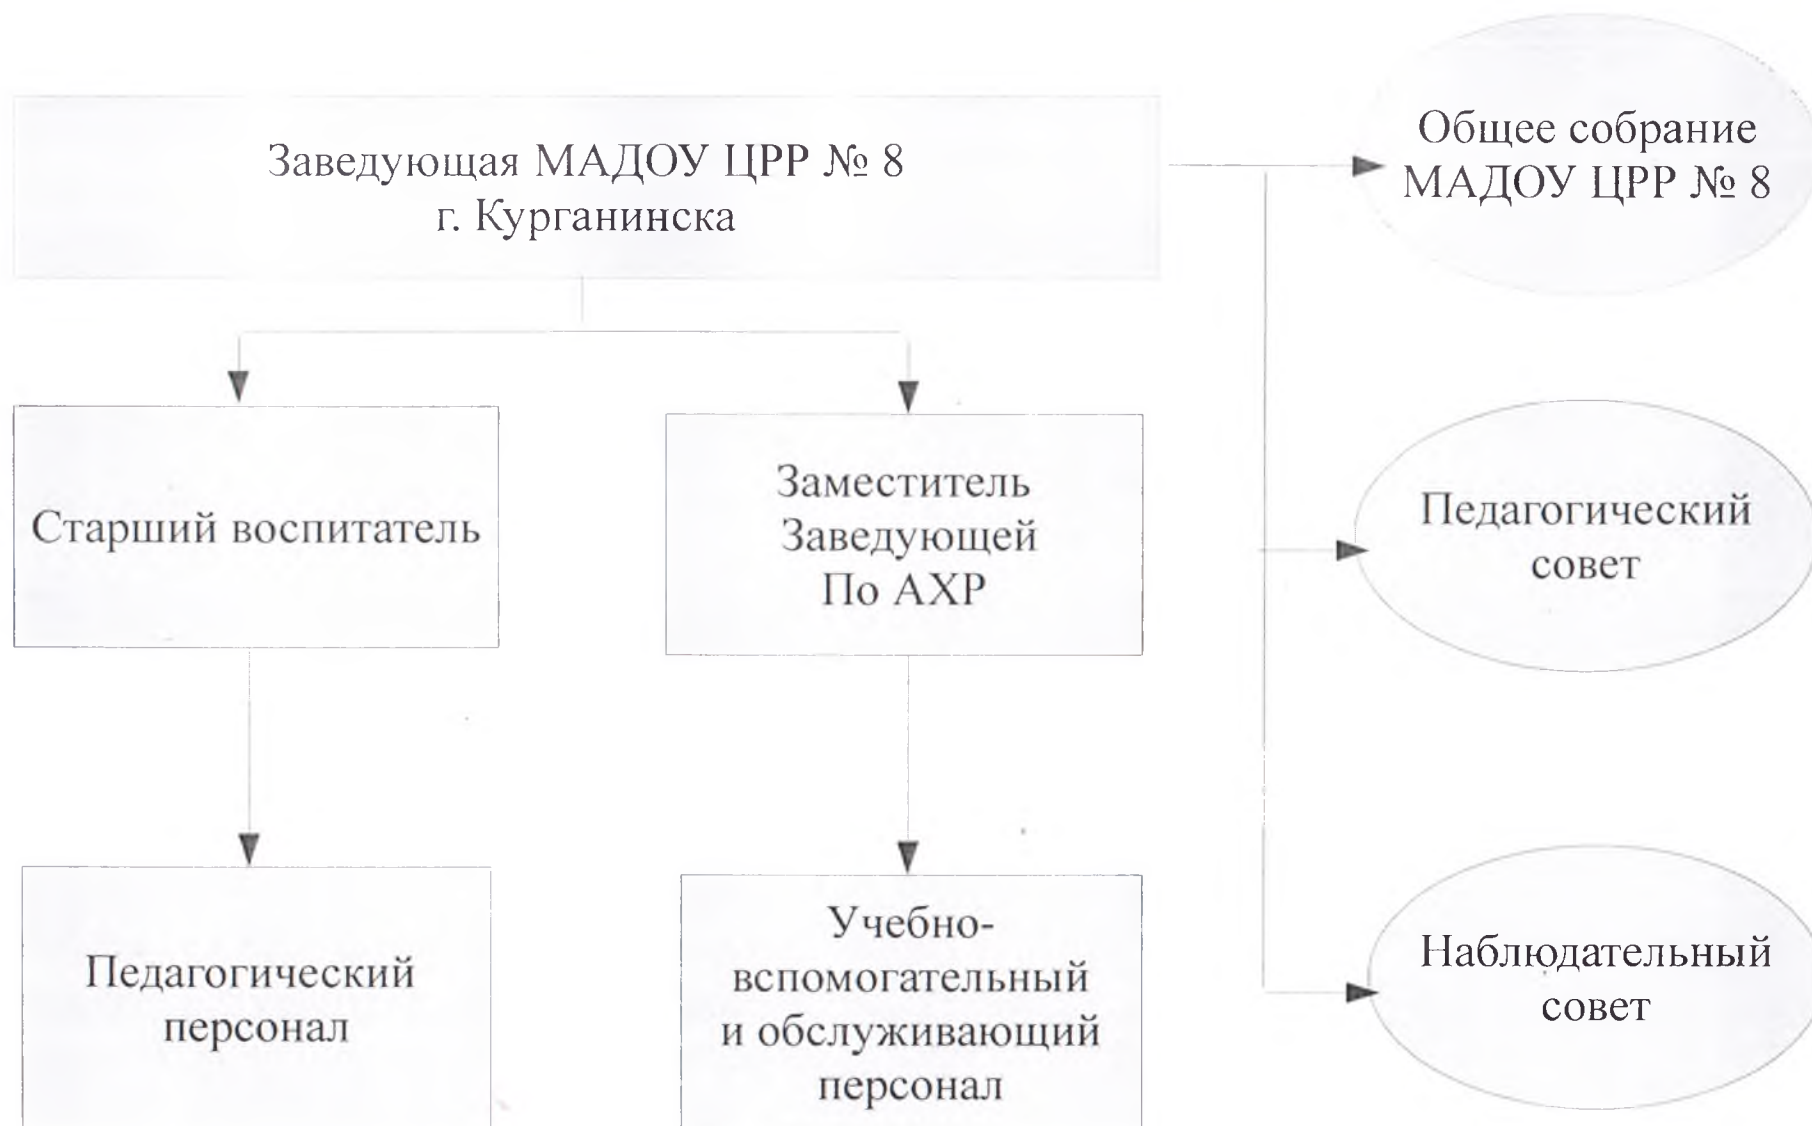 Заведующая МАДОУ ЦРР № 8
г. Курганинска
Общее собрание
МАДОУ ЦРР № 8
Старший воспитатель
Заместитель
Заведующей
По АХР
Педагогический
совет
Педагогический
персонал
Учебно-
вспомогательный
и обслуживающий
персонал
Наблюдательный
совет